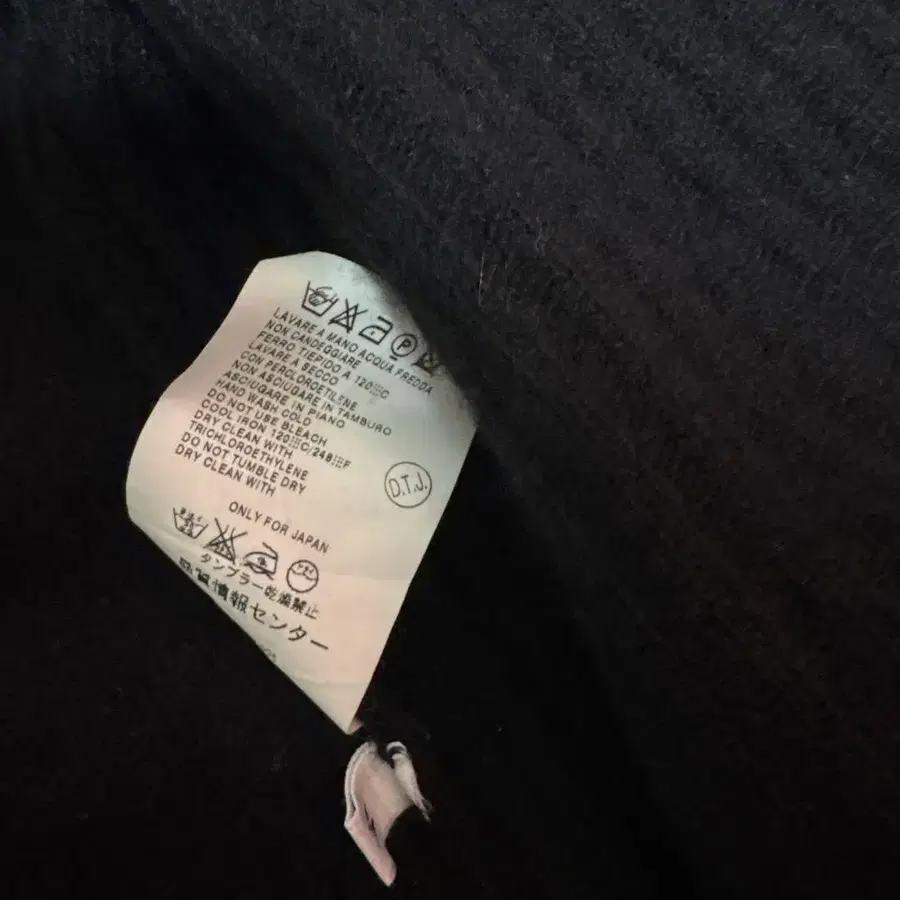 P
LAVARE A MANO ACQUA FREDDA
NON CANDEGGIARE
FERRO TIEPIDO A 120░C
LAVARE A SECCO
CON PERCLOROETILENE
NON ASCIUGARE IN TAMBURO
ASCIUGARE IN PIANO
HAND WASH COLD
DO NOT USE BLEACH
COOL IRON 120░C/248░F
DRY CLEAN WITH
TRICHLOROETHYLENE
DO NOT TUMBLE DRY
DRY CLEAN WITH
D.T.J.
ONLY FOR JAPAN
タンブラー乾燥禁止
品質情報センター